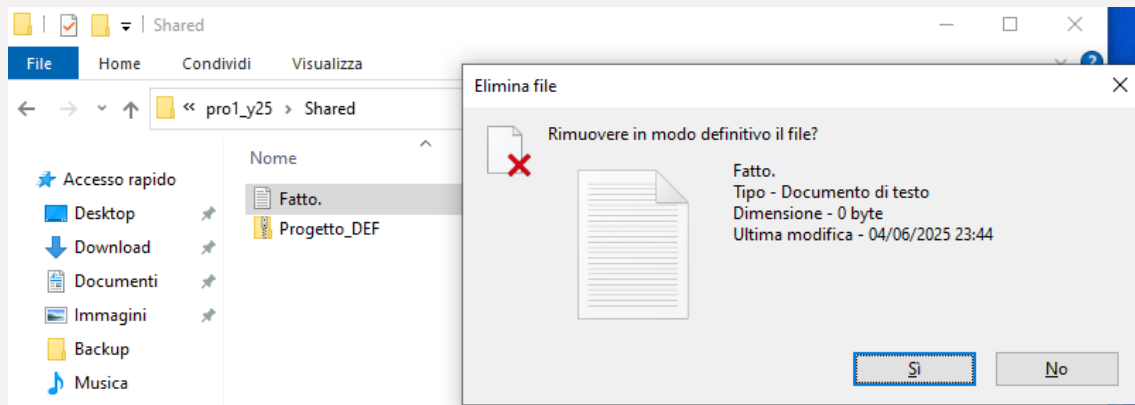 Shared
File Home Condividi Visualizza
« pro1_y25 › Shared
Nome
Accesso rapido
Desktop
Download
Documenti
Immagini
Backup
Musica
Fatto.
Progetto_DEF
?
Elimina file
Rimuovere in modo definitivo il file?
Fatto.
Tipo - Documento di testo
Dimensione - 0 byte
Ultima modifica - 04/06/2025 23:44
Sì No